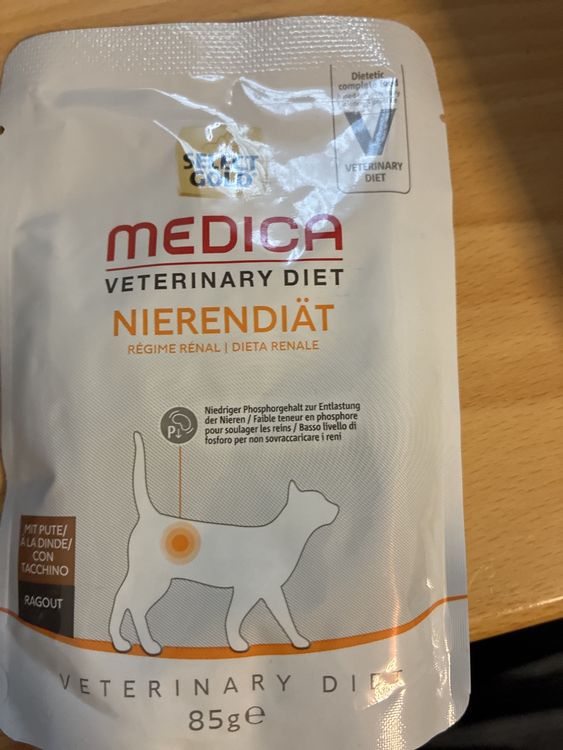 Dietetic
complete food
VETERINARY
DIET
SELECT
GOLD
MEDICA
VETERINARY DIET
NIERENDIÄT
RÉGIME RÉNAL | DIETA RENALE
Niedriger Phosphorgehalt zur Entlastung
der Nieren / Faible teneur en phosphore
pour soulager les reins / Basso livello di
fosforo per non sovraccaricare i reni
P↓
MIT PUTE/
À LA DINDE/
CON
TACCHINO
RAGOUT
VETERINARY DIET
85g℮